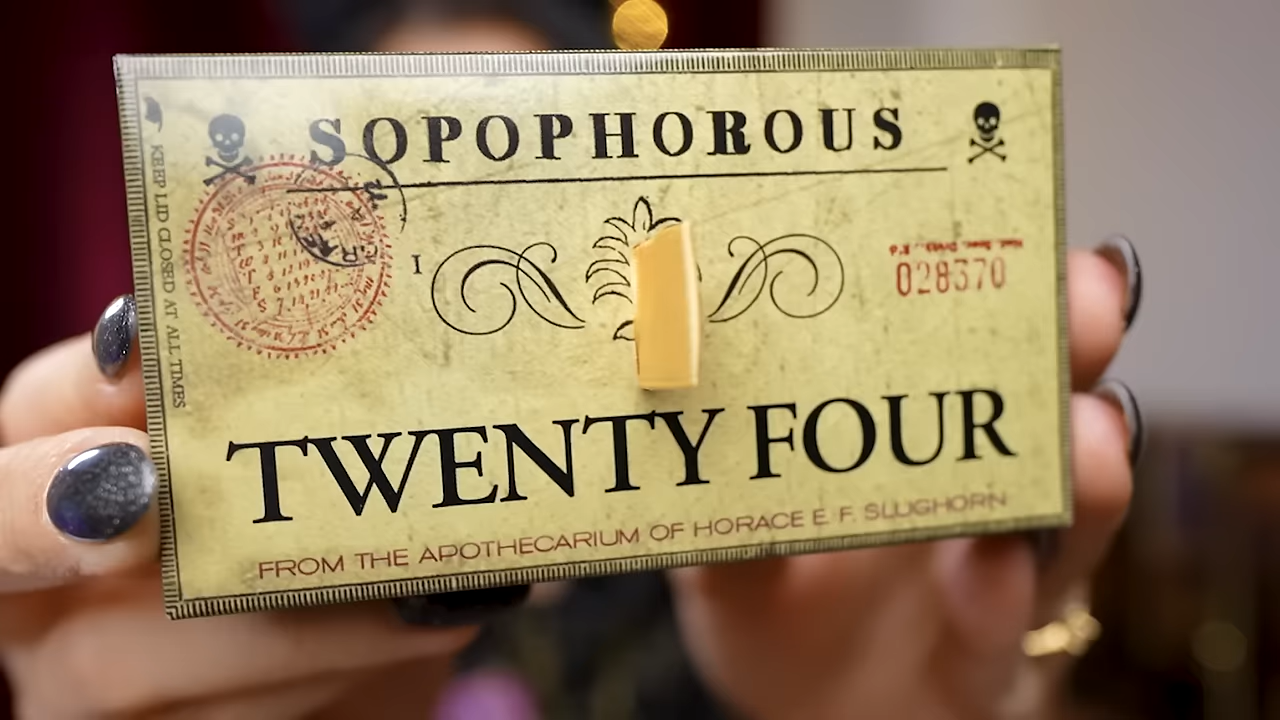 SOPOPHOROUS
KEEP LID CLOSED AT ALL TIMES
I
028370
TWENTY FOUR
FROM THE APOTHECARIUM OF HORACE E. F. SLUGHORN